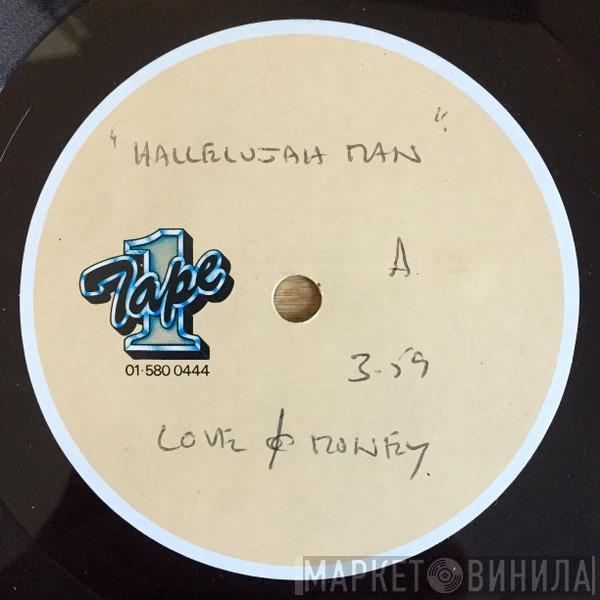 "HALLELUJAH MAN"
A
Tape 1
01·580 0444
3-59
LOVE & MONEY
МАРКЕТ ВИНИЛА